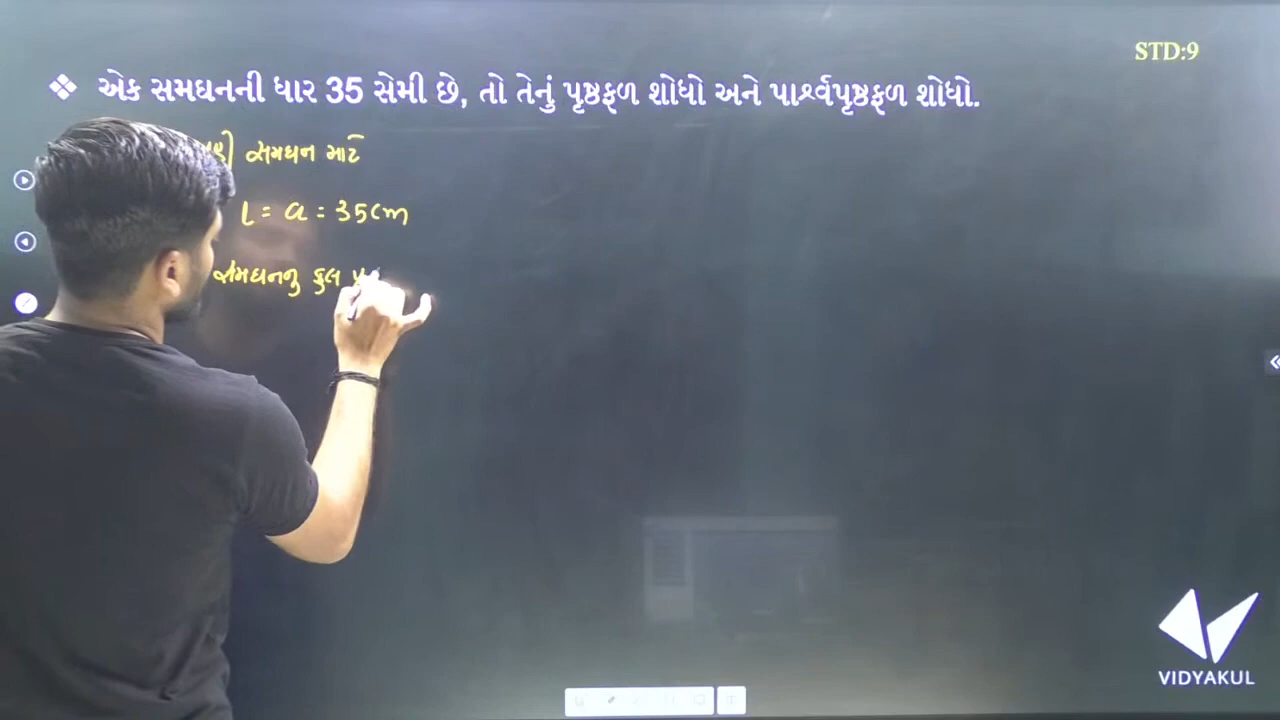 STD:9
❖ એક સમઘનની ધાર 35 સેમી છે, તો તેનું પૃષ્ઠફળ શોધો અને પાર્શ્વપૃષ્ઠફળ શોધો.
સમઘન માટે
l = a = 35cm
સમઘનનુ કુલ
VIDYAKUL